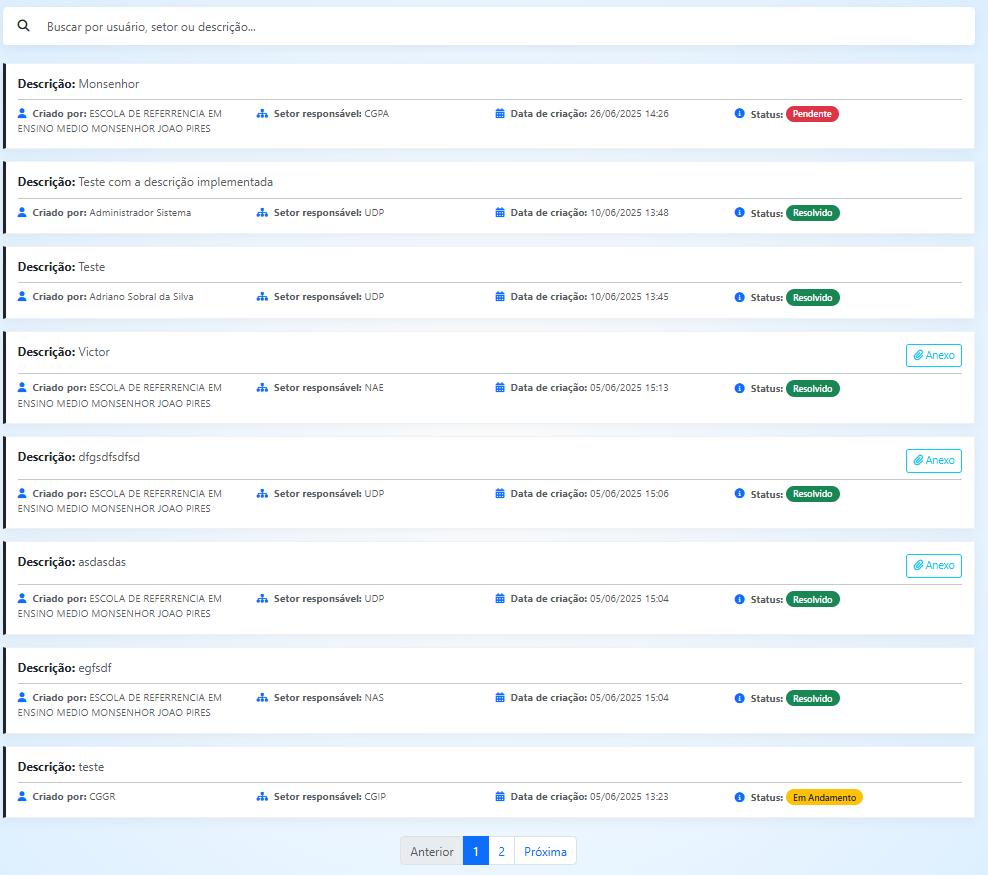 Buscar por usuário, setor ou descrição...
Descrição: Monsenhor
Criado por: ESCOLA DE REFERRENCIA EM ENSINO MEDIO MONSENHOR JOAO PIRES
Setor responsável: CGPA
Data de criação: 26/06/2025 14:26
Status: Pendente
Descrição: Teste com a descrição implementada
Criado por: Administrador Sistema
Setor responsável: UDP
Data de criação: 10/06/2025 13:48
Status: Resolvido
Descrição: Teste
Criado por: Adriano Sobral da Silva
Setor responsável: UDP
Data de criação: 10/06/2025 13:45
Status: Resolvido
Descrição: Victor
Anexo
Criado por: ESCOLA DE REFERRENCIA EM ENSINO MEDIO MONSENHOR JOAO PIRES
Setor responsável: NAE
Data de criação: 05/06/2025 15:13
Status: Resolvido
Descrição: dfgsdfsdfsd
Anexo
Criado por: ESCOLA DE REFERRENCIA EM ENSINO MEDIO MONSENHOR JOAO PIRES
Setor responsável: UDP
Data de criação: 05/06/2025 15:06
Status: Resolvido
Descrição: asdasdas
Anexo
Criado por: ESCOLA DE REFERRENCIA EM ENSINO MEDIO MONSENHOR JOAO PIRES
Setor responsável: UDP
Data de criação: 05/06/2025 15:04
Status: Resolvido
Descrição: egfsdf
Criado por: ESCOLA DE REFERRENCIA EM ENSINO MEDIO MONSENHOR JOAO PIRES
Setor responsável: NAS
Data de criação: 05/06/2025 15:04
Status: Resolvido
Descrição: teste
Criado por: CGGR
Setor responsável: CGIP
Data de criação: 05/06/2025 13:23
Status: Em Andamento
Anterior 1 2 Próxima